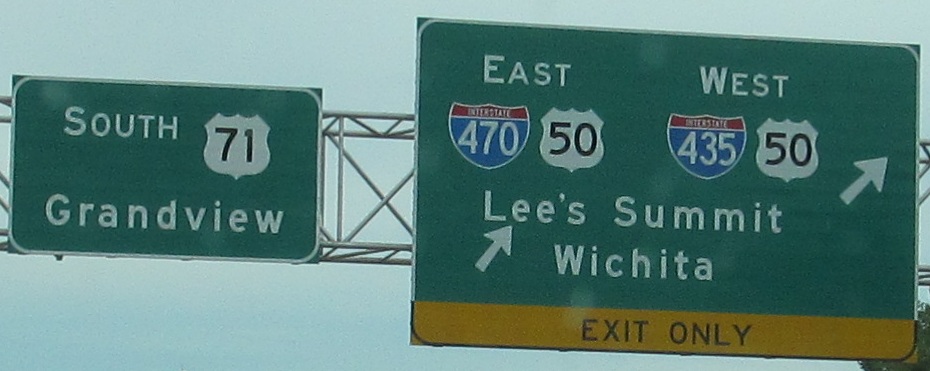 SOUTH 71
Grandview
EAST WEST
INTERSTATE 470 50 INTERSTATE 435 50
Lee's Summit
Wichita
EXIT ONLY